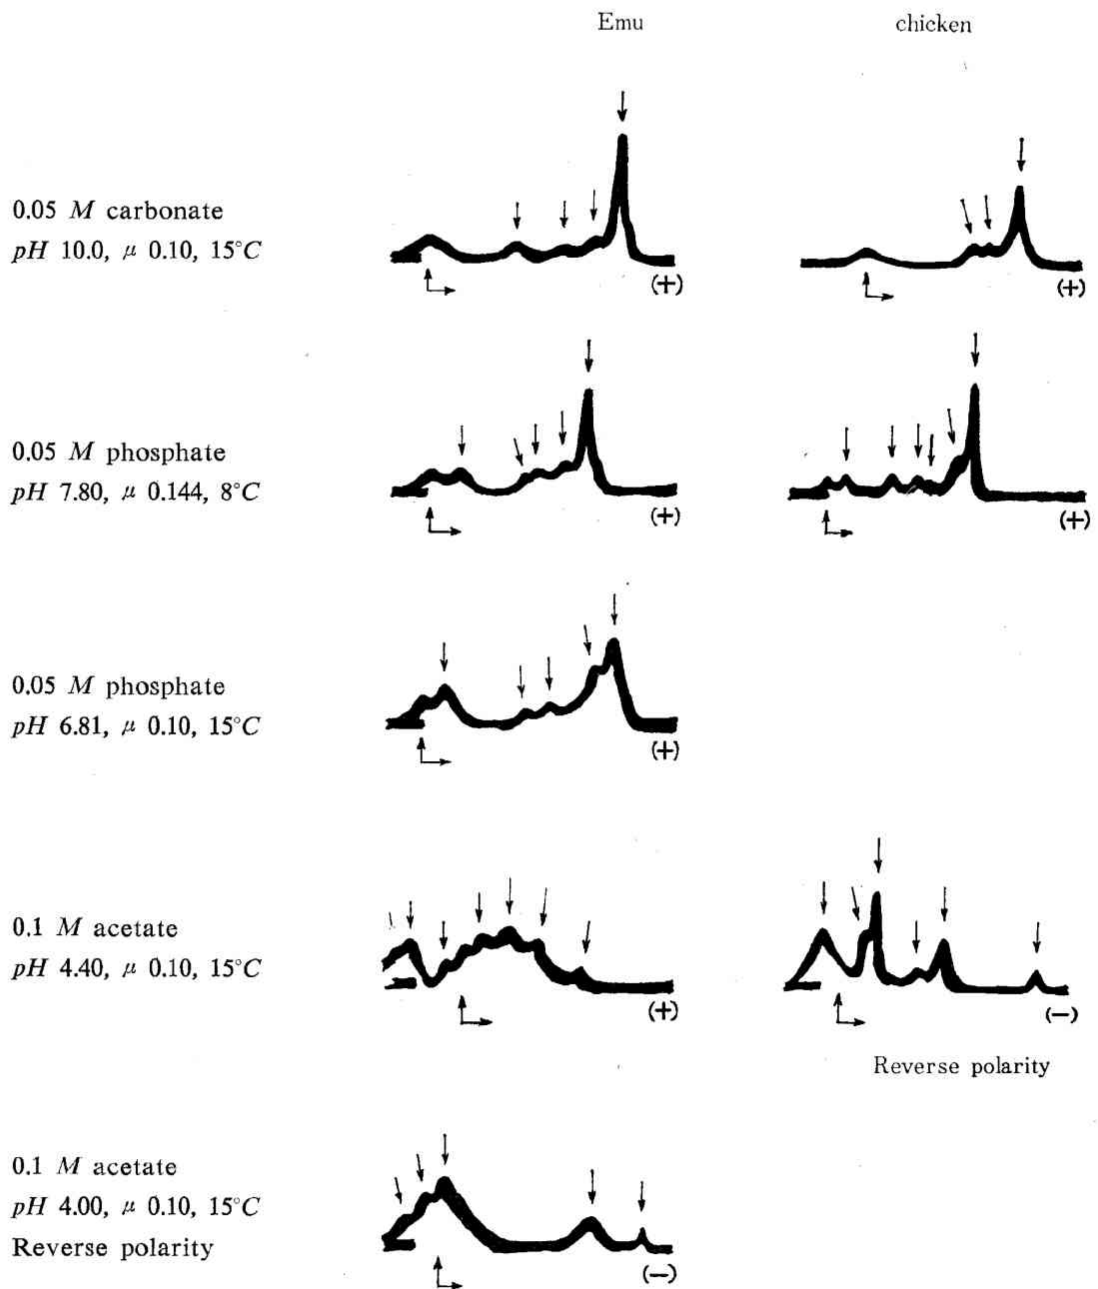 Emu chicken
0.05 M carbonate
pH 10.0, μ 0.10, 15°C
(+) (+)
0.05 M phosphate
pH 7.80, μ 0.144, 8°C
(+) (+)
0.05 M phosphate
pH 6.81, μ 0.10, 15°C
(+)
0.1 M acetate
pH 4.40, μ 0.10, 15°C
(+) (−)
Reverse polarity
0.1 M acetate
pH 4.00, μ 0.10, 15°C
Reverse polarity
(−)